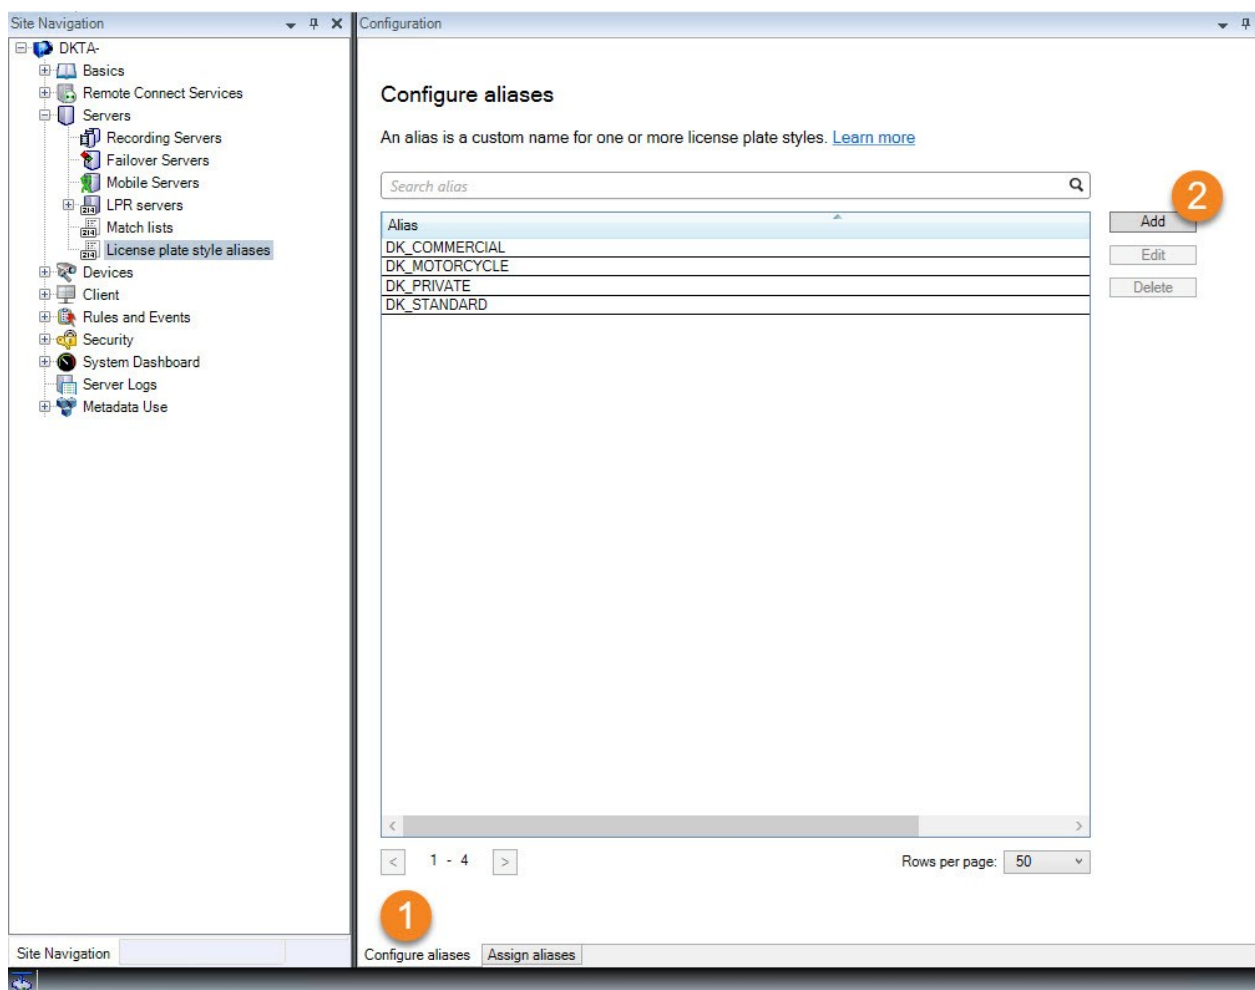 Site Navigation
DKTA-
Basics
Remote Connect Services
Servers
Recording Servers
Failover Servers
Mobile Servers
LPR servers
Match lists
License plate style aliases
Devices
Client
Rules and Events
Security
System Dashboard
Server Logs
Metadata Use
Site Navigation
Configuration
Configure aliases
An alias is a custom name for one or more license plate styles. Learn more
Search alias
Alias
DK_COMMERCIAL
DK_MOTORCYCLE
DK_PRIVATE
DK_STANDARD
2
Add
Edit
Delete
< 1 - 4 >
Rows per page: 50
1
Configure aliases Assign aliases